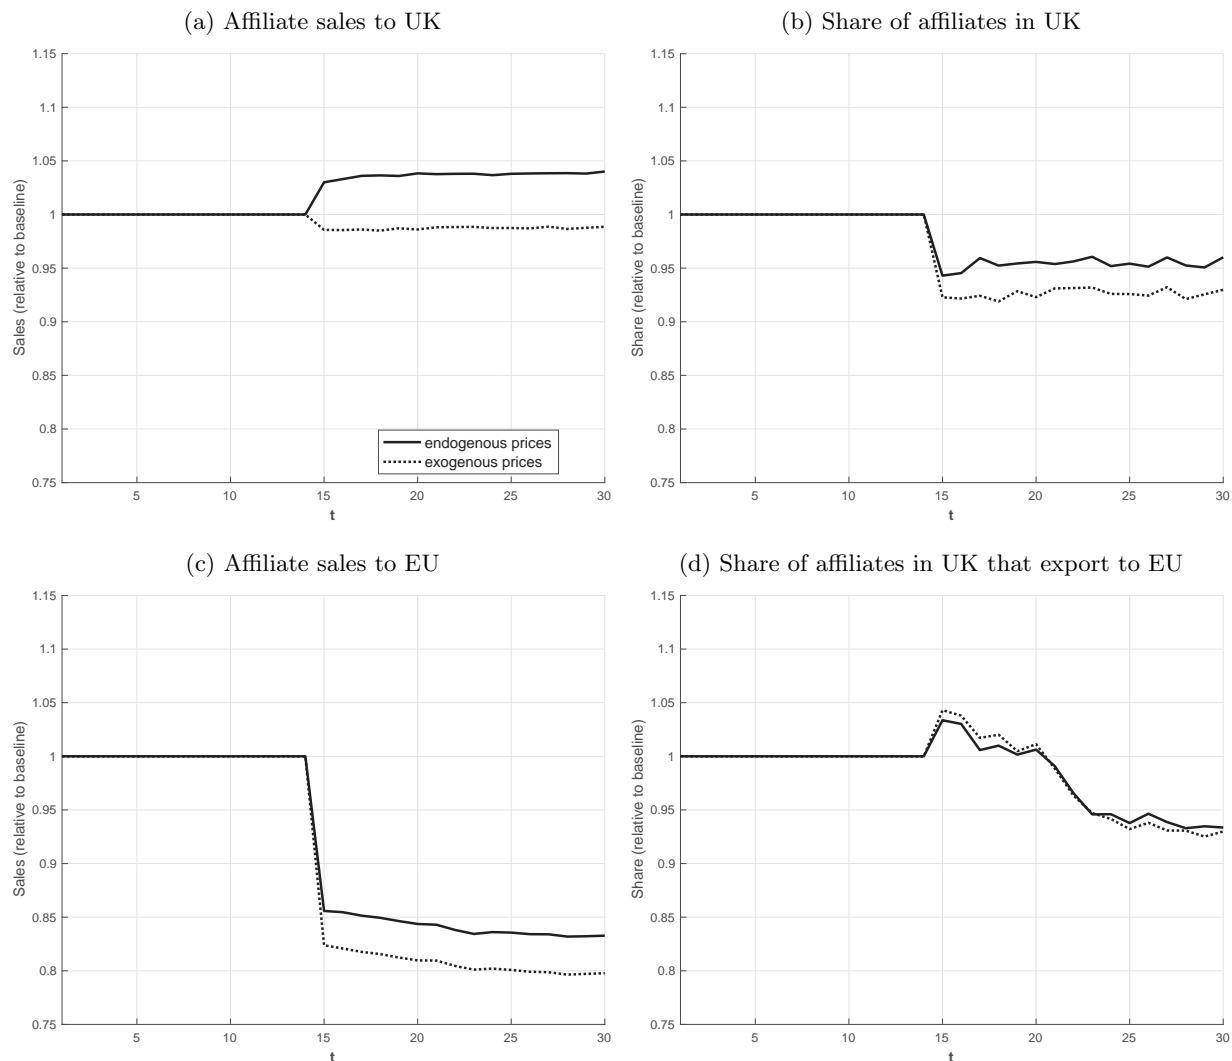 (a) Affiliate sales to UK
1.15
1.1
1.05
1
0.95
0.9
0.85
0.8
0.75
Sales (relative to baseline)
endogenous prices
exogenous prices
5 10 15 20 25 30
t
(b) Share of affiliates in UK
1.15
1.1
1.05
1
0.95
0.9
0.85
0.8
0.75
Share (relative to baseline)
5 10 15 20 25 30
t
(c) Affiliate sales to EU
1.15
1.1
1.05
1
0.95
0.9
0.85
0.8
0.75
Sales (relative to baseline)
5 10 15 20 25 30
t
(d) Share of affiliates in UK that export to EU
1.15
1.1
1.05
1
0.95
0.9
0.85
0.8
0.75
Share (relative to baseline)
5 10 15 20 25 30
t